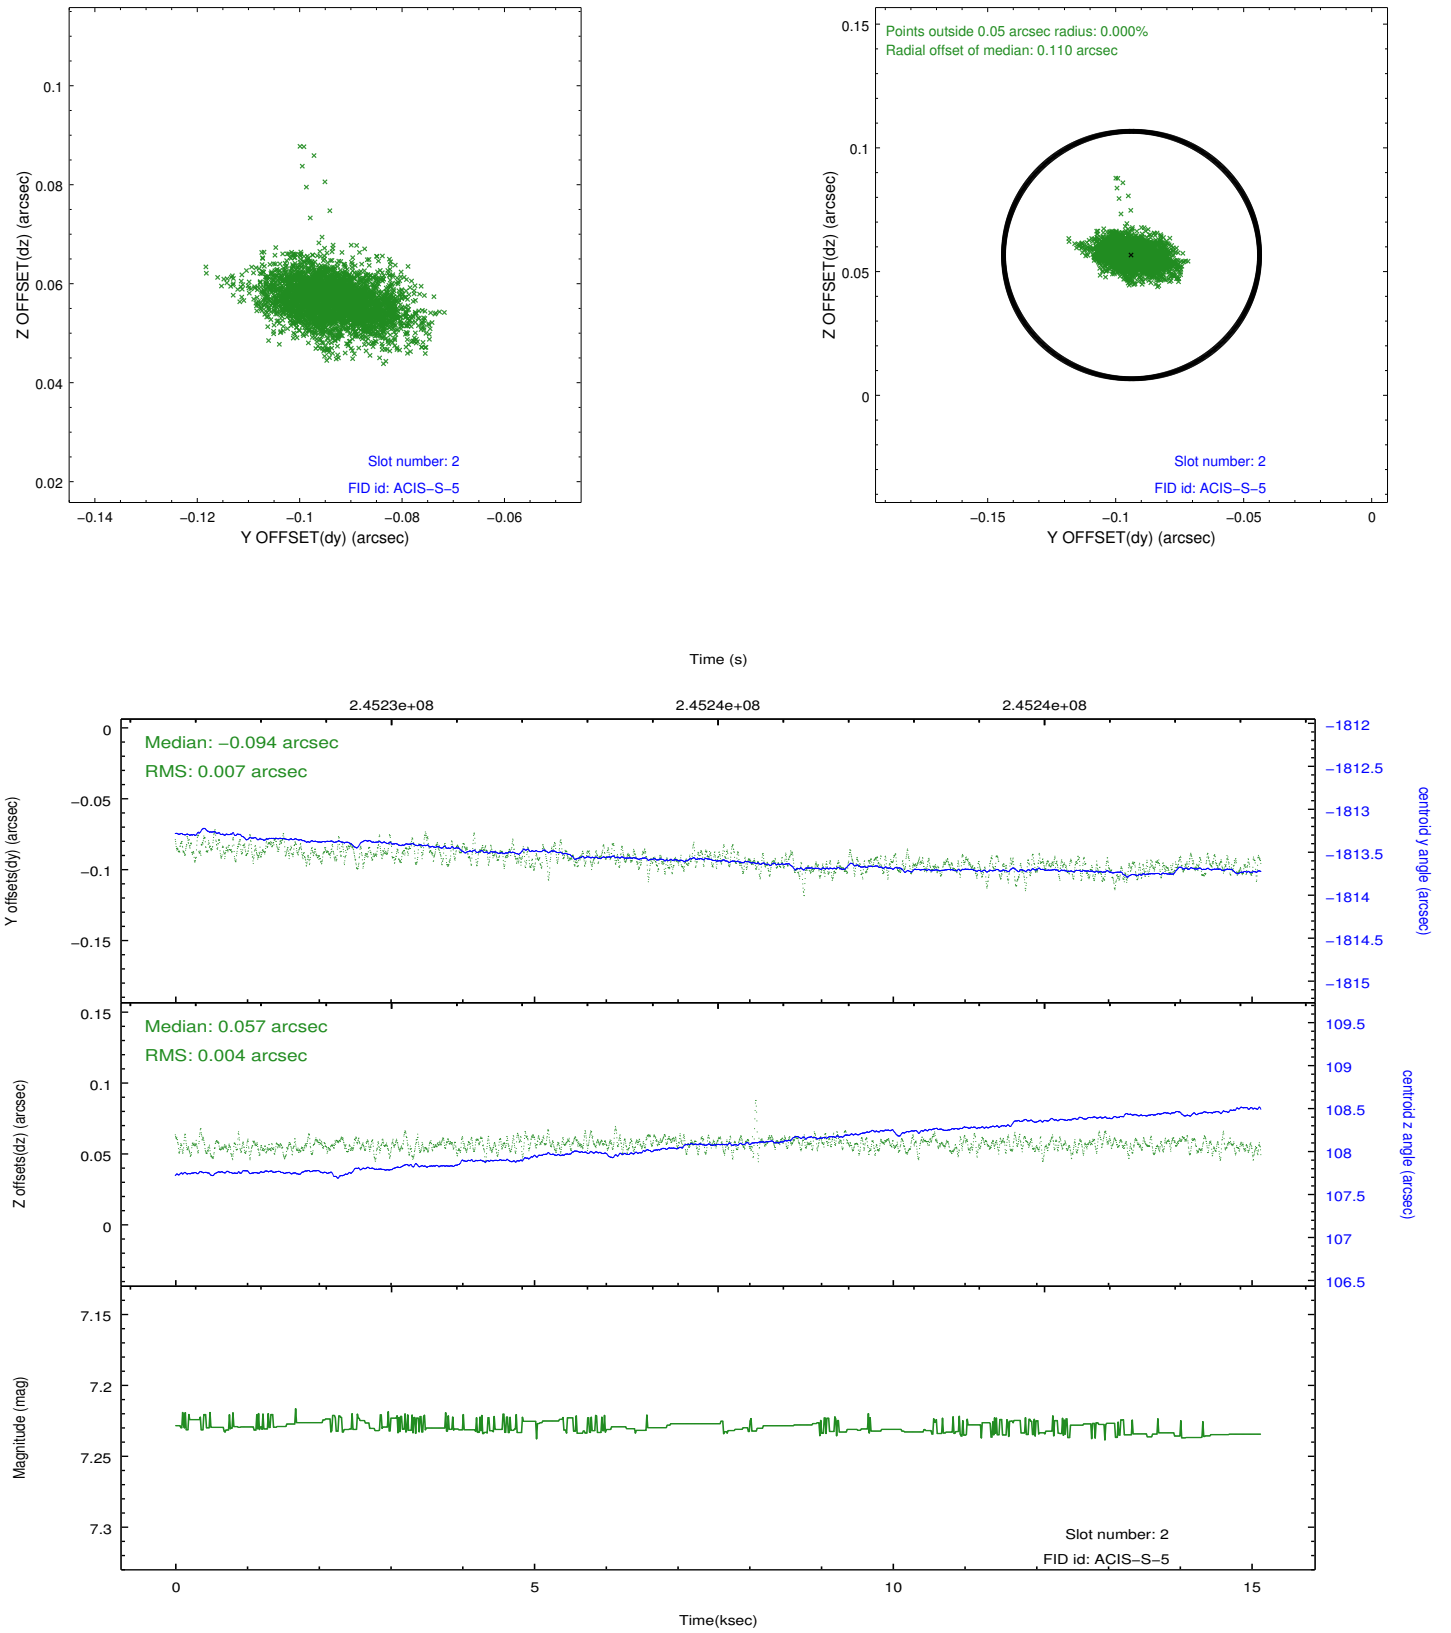 0.1
0.08
0.06
0.04
0.02
−0.14
−0.12
−0.1
−0.08
−0.06
Z OFFSET(dz) (arcsec)
Y OFFSET(dy) (arcsec)
Slot number: 2
FID id: ACIS−S−5
Points outside 0.05 arcsec radius: 0.000%
Radial offset of median: 0.110 arcsec
0.15
0.1
0.05
0
−0.15
−0.1
−0.05
0
Z OFFSET(dz) (arcsec)
Y OFFSET(dy) (arcsec)
Slot number: 2
FID id: ACIS−S−5
Time (s)
2.4523e+08
2.4524e+08
2.4524e+08
Median: −0.094 arcsec
RMS: 0.007 arcsec
0
−0.05
−0.1
−0.15
Y offsets(dy) (arcsec)
−1812
−1812.5
−1813
−1813.5
−1814
−1814.5
−1815
centroid y angle (arcsec)
Median: 0.057 arcsec
RMS: 0.004 arcsec
0.15
0.1
0.05
0
Z offsets(dz) (arcsec)
109.5
109
108.5
108
107.5
107
106.5
centroid z angle (arcsec)
7.15
7.2
7.25
7.3
Magnitude (mag)
Slot number: 2
FID id: ACIS−S−5
0
5
10
15
Time(ksec)